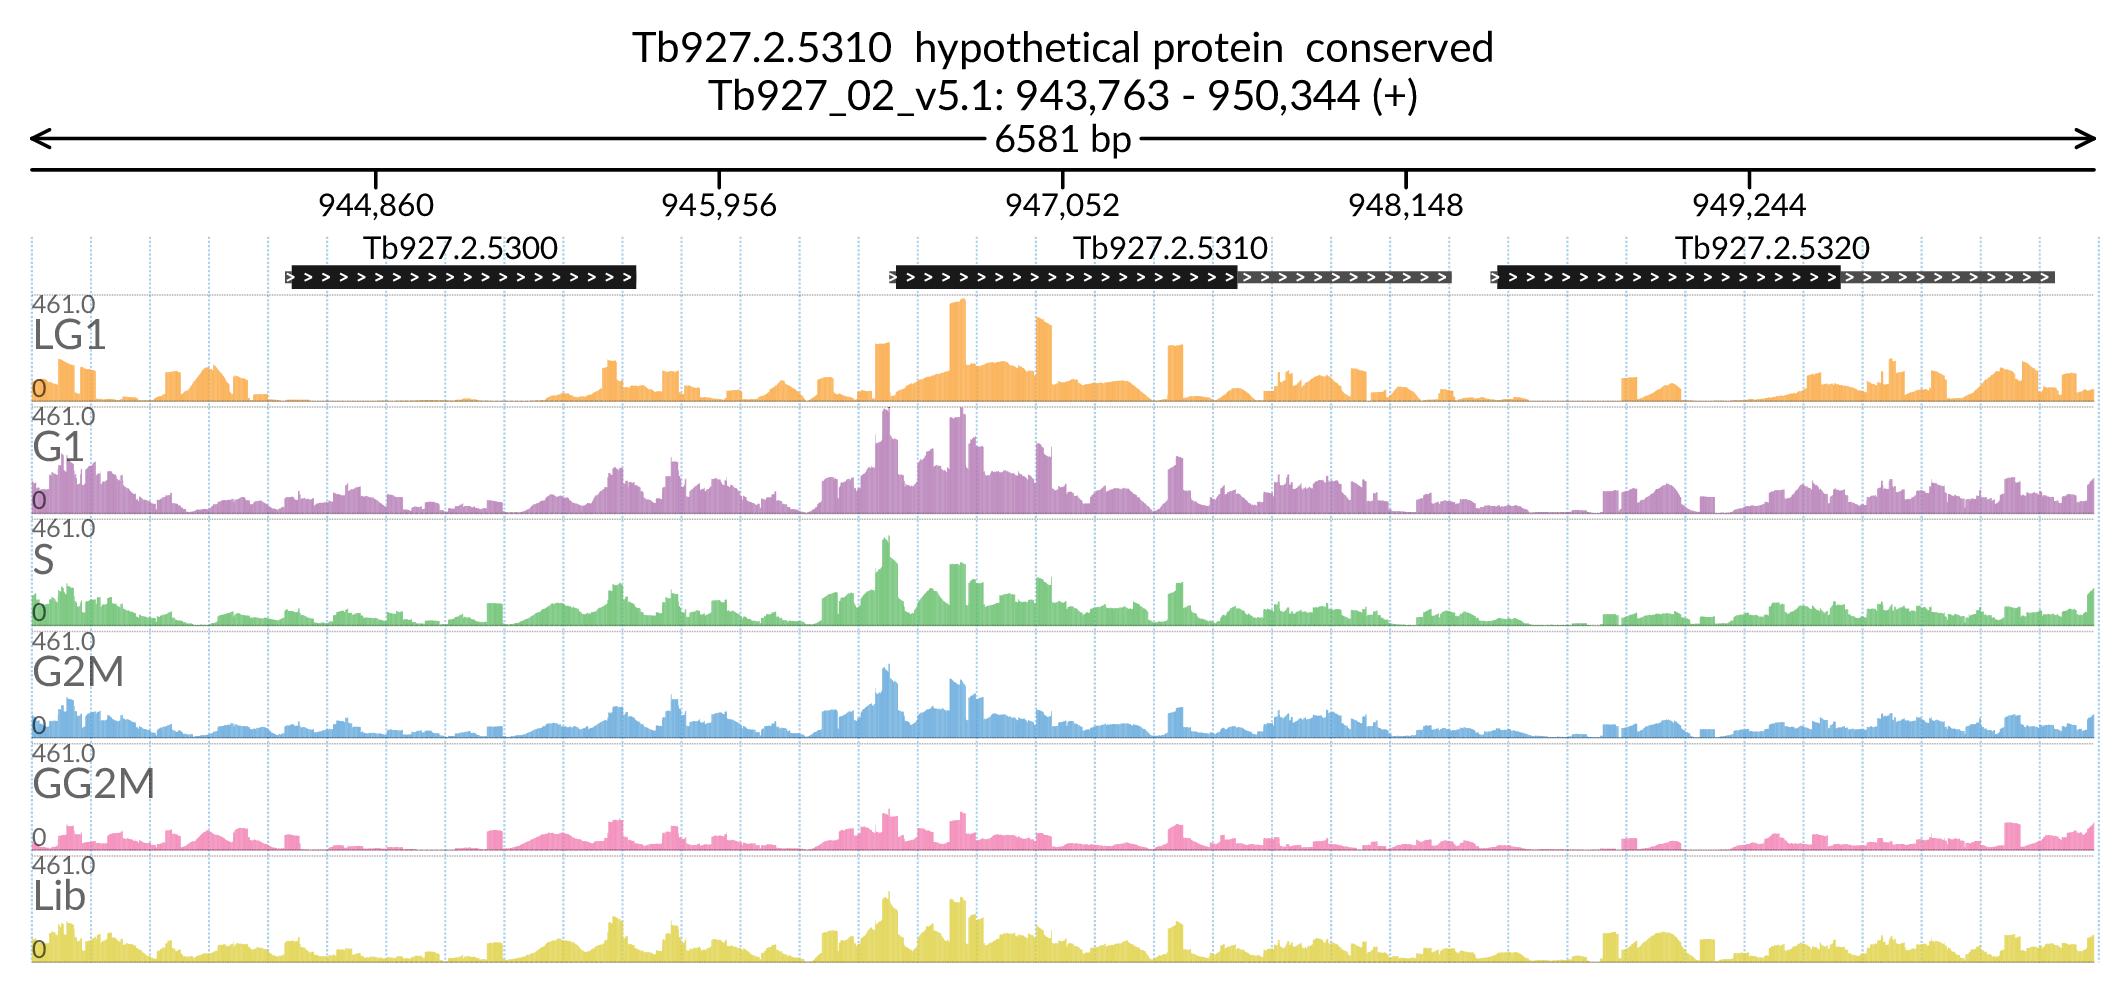 Tb927.2.5310  hypothetical protein  conserved
Tb927_02_v5.1: 943,763 - 950,344 (+)
6581 bp
944,860 945,956 947,052 948,148 949,244
Tb927.2.5300 Tb927.2.5310 Tb927.2.5320
461.0
LG1
0
461.0
G1
0
461.0
S
0
461.0
G2M
0
461.0
GG2M
0
461.0
Lib
0